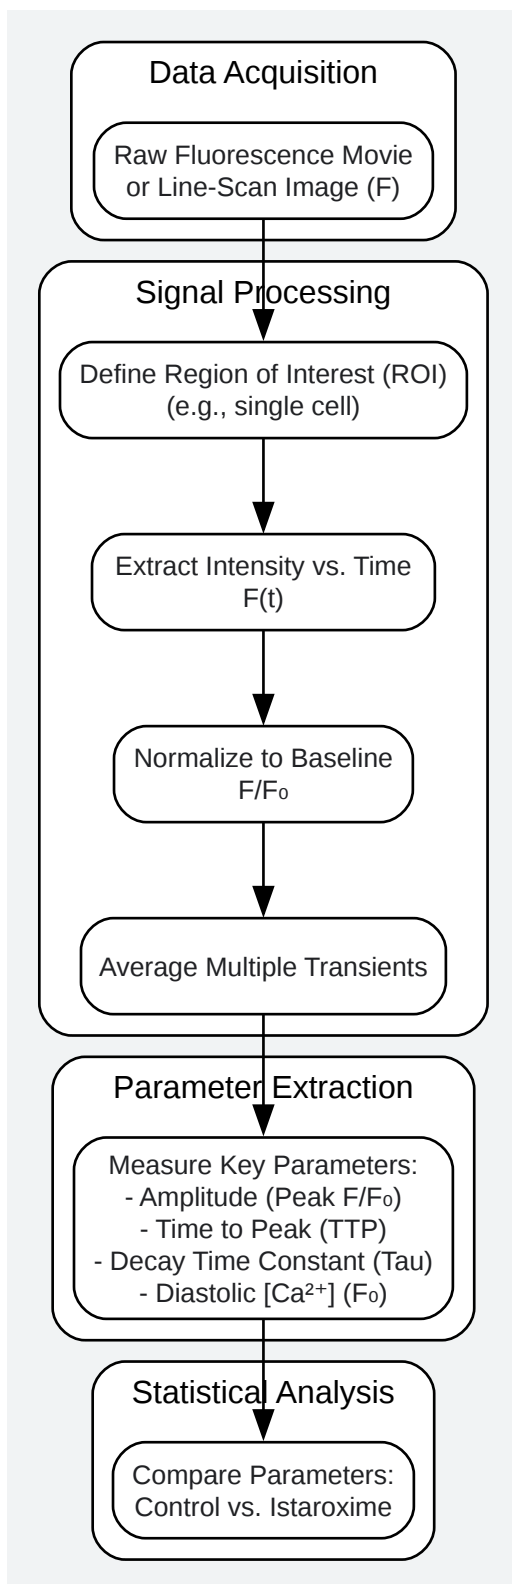 Data Acquisition
Raw Fluorescence Movie
or Line-Scan Image (F)
Signal Processing
Define Region of Interest (ROI)
(e.g., single cell)
Extract Intensity vs. Time
F(t)
Normalize to Baseline
F/F₀
Average Multiple Transients
Parameter Extraction
Measure Key Parameters:
- Amplitude (Peak F/F₀)
- Time to Peak (TTP)
- Decay Time Constant (Tau)
- Diastolic [Ca²⁺] (F₀)
Statistical Analysis
Compare Parameters:
Control vs. Istaroxime